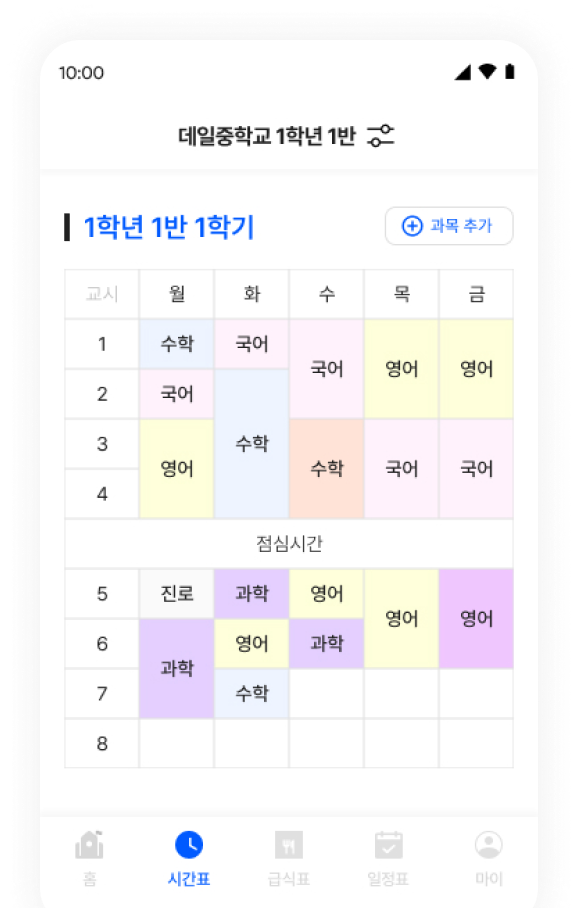 10:00
데일중학교 1학년 1반
1학년 1반 1학기
과목 추가
교시 월 화 수 목 금
1 수학 국어 국어 영어 영어
2 국어 수학
3 영어 수학 국어 국어
4
점심시간
5 진로 과학 영어 영어 영어
6 과학 영어 과학
7 수학
8
홈 시간표 급식표 일정표 마이